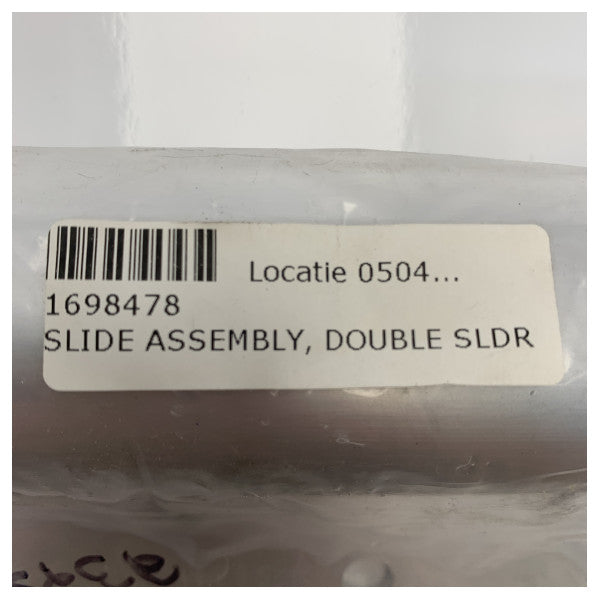 Locatie 0504...
1698478
SLIDE ASSEMBLY, DOUBLE SLDR